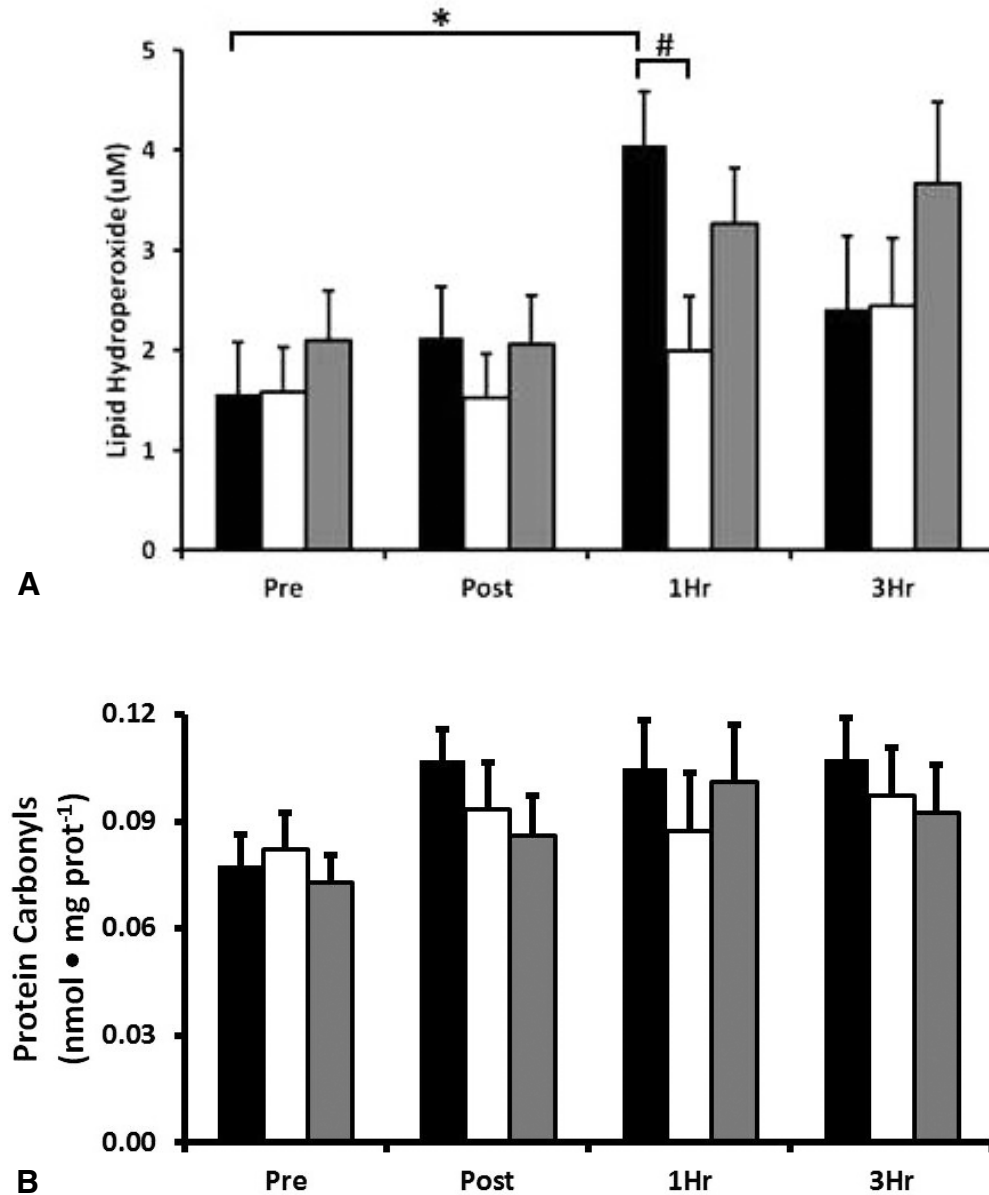 *
#
5
4
3
2
1
0
Lipid Hydroperoxide (uM)
Pre Post 1Hr 3Hr
A
0.12
0.09
0.06
0.03
0.00
Protein Carbonyls
(nmol • mg prot⁻¹)
Pre Post 1Hr 3Hr
B